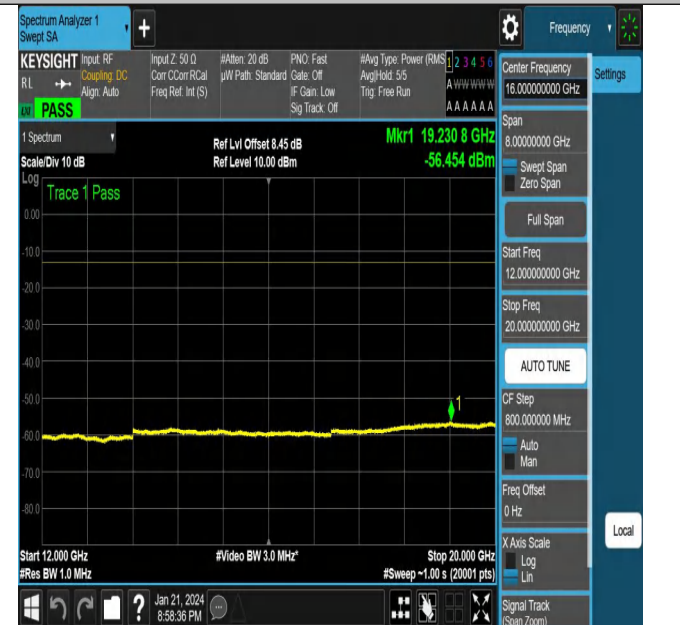 Spectrum Analyzer 1
Swept SA
+
Frequency
KEYSIGHT
RL
LXI
PASS
Input: RF
Coupling: DC
Align: Auto
Input Z: 50 Ω
Corr CCorr RCal
Freq Ref: Int (S)
#Atten: 20 dB
µW Path: Standard
PNO: Fast
Gate: Off
IF Gain: Low
Sig Track: Off
#Avg Type: Power (RMS
Avg|Hold: 5/5
Trig: Free Run
1 2 3 4 5 6
A W W W W W
A A A A A A
1 Spectrum
Scale/Div 10 dB
Log
Ref Lvl Offset 8.45 dB
Ref Level 10.00 dBm
Mkr1 19.230 8 GHz
-56.454 dBm
Trace 1 Pass
0.00
-10.0
-20.0
-30.0
-40.0
-50.0
-60.0
-70.0
-80.0
1
Start 12.000 GHz
#Res BW 1.0 MHz
#Video BW 3.0 MHz*
Stop 20.000 GHz
#Sweep ~1.00 s (20001 pts)
?
Jan 21, 2024
8:58:36 PM
Center Frequency
16.000000000 GHz
Span
8.00000000 GHz
Swept Span
Zero Span
Full Span
Start Freq
12.000000000 GHz
Stop Freq
20.000000000 GHz
AUTO TUNE
CF Step
800.000000 MHz
Auto
Man
Freq Offset
0 Hz
X Axis Scale
Log
Lin
Signal Track
(Span Zoom)
Settings
Local